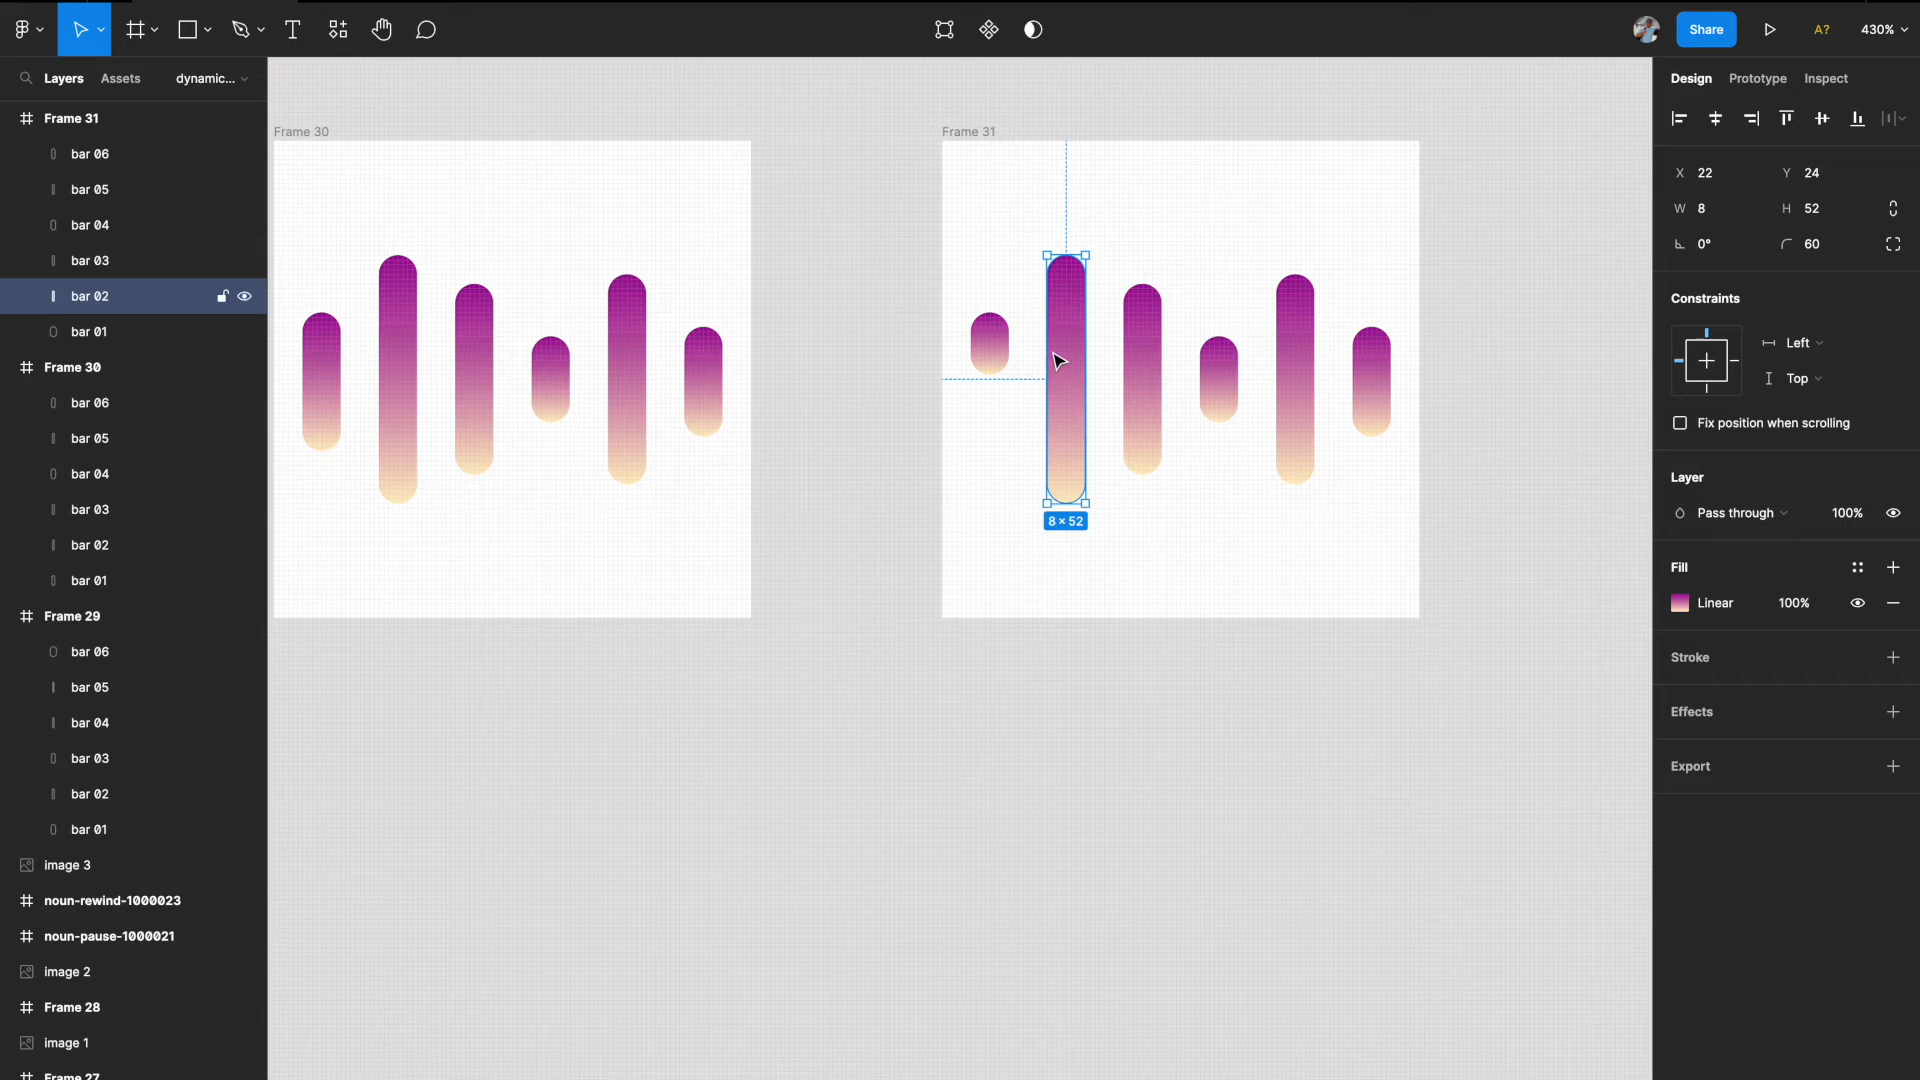 Share
A?
430%
Layers
Assets
dynamic...
Frame 31
bar 06
bar 05
bar 04
bar 03
bar 02
bar 01
Frame 30
bar 06
bar 05
bar 04
bar 03
bar 02
bar 01
Frame 29
bar 06
bar 05
bar 04
bar 03
bar 02
bar 01
image 3
noun-rewind-1000023
noun-pause-1000021
image 2
Frame 28
image 1
Frame 27
Frame 30
Frame 31
8 × 52
Design
Prototype
Inspect
X 22
Y 24
W 8
H 52
0°
60
Constraints
Left
Top
Fix position when scrolling
Layer
Pass through
100%
Fill
Linear
100%
Stroke
Effects
Export